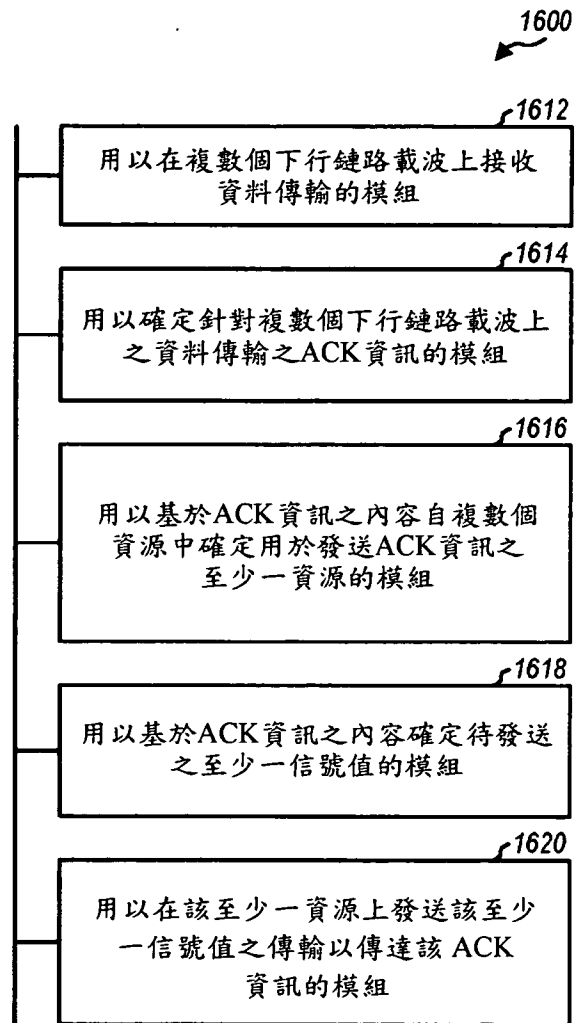 1600
1612
用以在複數個下行鏈路載波上接收
資料傳輸的模組
1614
用以確定針對複數個下行鏈路載波上
之資料傳輸之ACK資訊的模組
1616
用以基於ACK資訊之內容自複數個
資源中確定用於發送ACK資訊之
至少一資源的模組
1618
用以基於ACK資訊之內容確定待發送
之至少一信號值的模組
1620
用以在該至少一資源上發送該至少
一信號值之傳輸以傳達該 ACK
資訊的模組